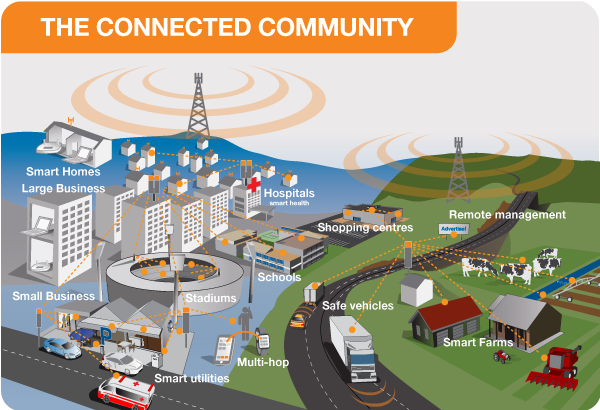 THE CONNECTED COMMUNITY
Smart Homes
Large Business
Hospitals
smart health
Shopping centres
Remote management
Advertise!
Schools
Small Business
Stadiums
Safe vehicles
Smart Farms
Multi-hop
Smart utilities